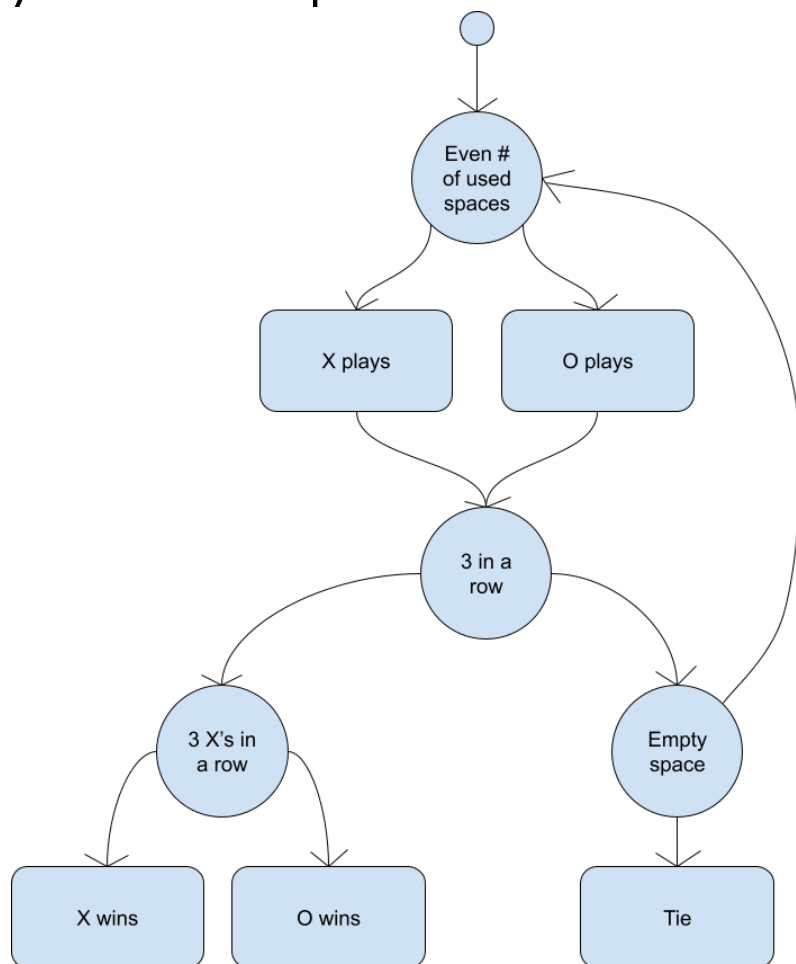 Even #
of used
spaces
X plays
O plays
3 in a
row
3 X's in
a row
Empty
space
X wins
O wins
Tie